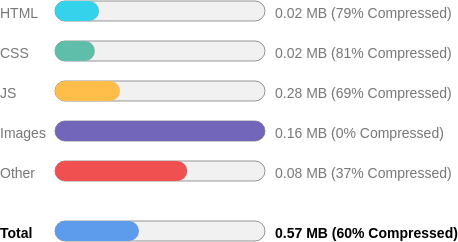 HTML 0.02 MB (79% Compressed)
CSS 0.02 MB (81% Compressed)
JS 0.28 MB (69% Compressed)
Images 0.16 MB (0% Compressed)
Other 0.08 MB (37% Compressed)
Total 0.57 MB (60% Compressed)